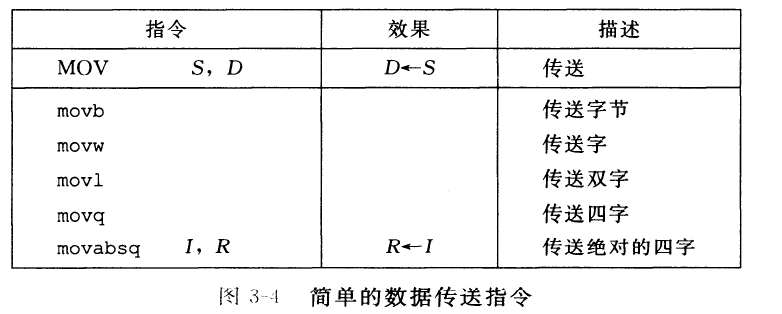 指令 效果 描述
MOV S, D D←S 传送
movb 传送字节
movw 传送字
movl 传送双字
movq 传送四字
movabsq I, R R←I 传送绝对的四字
图 3-4 简单的数据传送指令